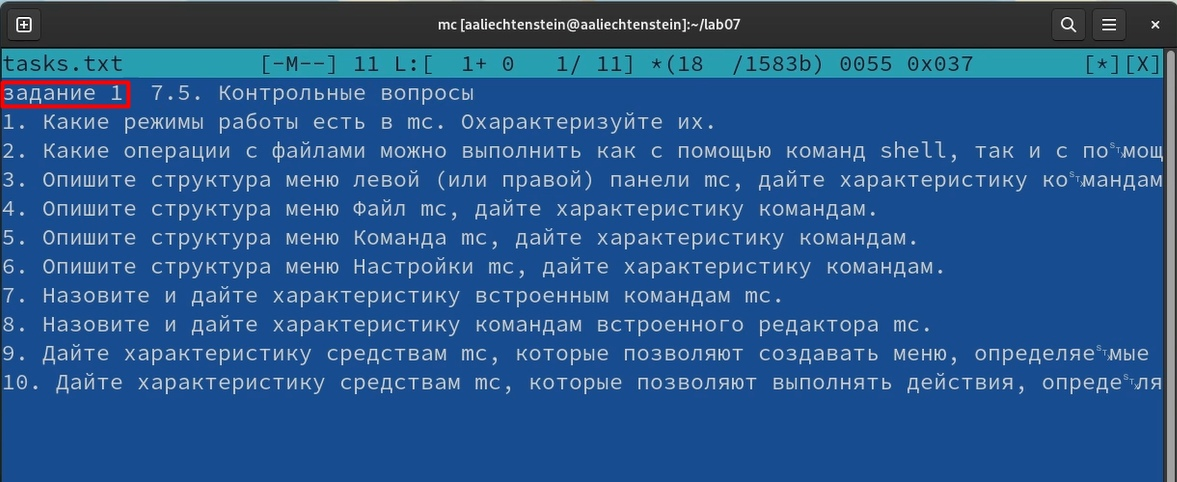 mc [aaliechtenstein@aaliechtenstein]:~/lab07
tasks.txt [-M--] 11 L:[ 1+ 0 1/ 11] *(18 /1583b) 0055 0x037 [*][X]
задание 1 7.5. Контрольные вопросы
1. Какие режимы работы есть в mc. Охарактеризуйте их.
2. Какие операции с файлами можно выполнить как с помощью команд shell, так и с помощ
3. Опишите структура меню левой (или правой) панели mc, дайте характеристику командам
4. Опишите структура меню Файл mc, дайте характеристику командам.
5. Опишите структура меню Команда mc, дайте характеристику командам.
6. Опишите структура меню Настройки mc, дайте характеристику командам.
7. Назовите и дайте характеристику встроенным командам mc.
8. Назовите и дайте характеристику командам встроенного редактора mc.
9. Дайте характеристику средствам mc, которые позволяют создавать меню, определяемые
10. Дайте характеристику средствам mc, которые позволяют выполнять действия, определя